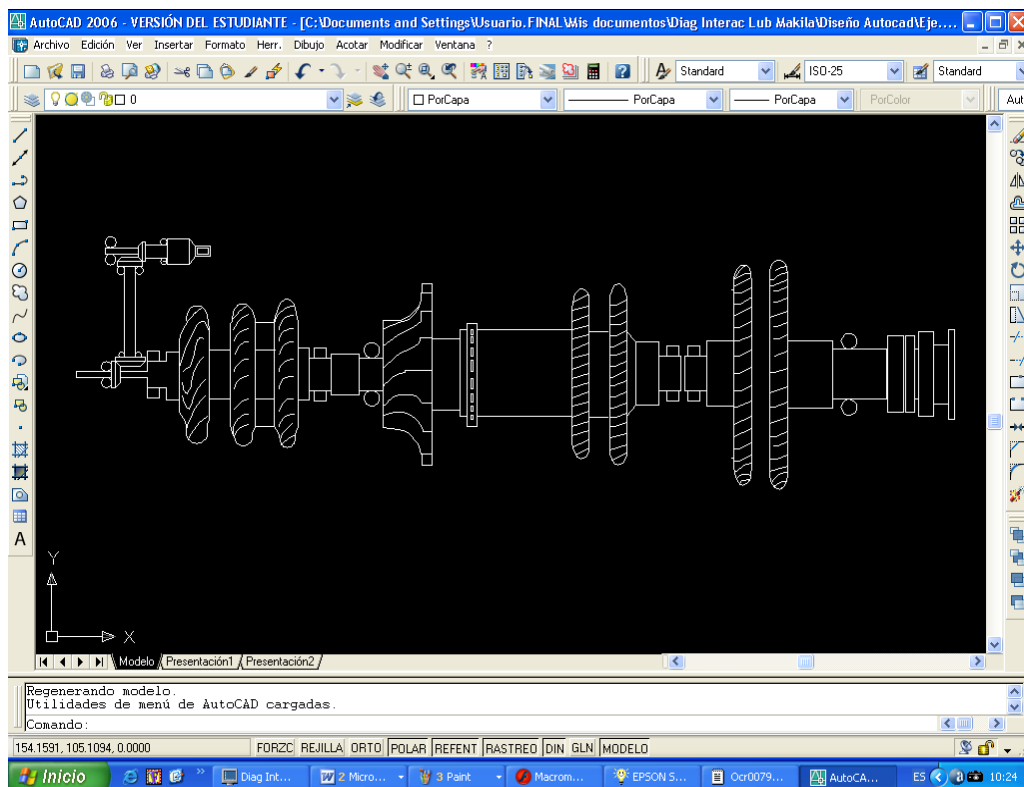 AutoCAD 2006 - VERSIÓN DEL ESTUDIANTE - [C:\Documents and Settings\Usuario.FINAL\Mis documentos\Diag Interac Lub Makila\Diseño Autocad\Eje....
Archivo Edición Ver Insertar Formato Herr. Dibujo Acotar Modificar Ventana ?
Standard ISO-25 Standard
0 PorCapa PorCapa PorCapa PorColor Aut
A
Y
X
Modelo Presentación1 Presentación2
Regenerando modelo.
Utilidades de menú de AutoCAD cargadas.
Comando:
154.1591, 105.1094, 0.0000 FORZC REJILLA ORTO POLAR REFENT RASTREO DIN GLN MODELO
Inicio » Diag Int... 2 Micro... 3 Paint Macrom... EPSON S... Ocr0079... AutoCA... ES 10:24